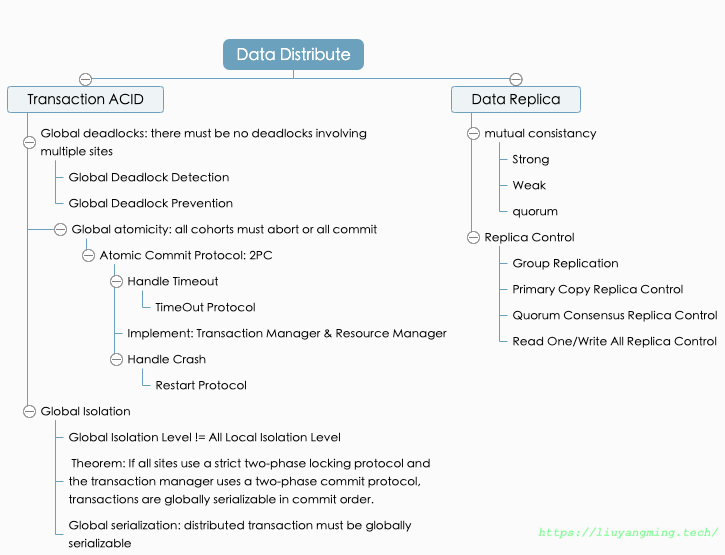 Data Distribute
Transaction ACID
Global deadlocks: there must be no deadlocks involving
multiple sites
Global Deadlock Detection
Global Deadlock Prevention
Global atomicity: all cohorts must abort or all commit
Atomic Commit Protocol: 2PC
Handle Timeout
TimeOut Protocol
Implement: Transaction Manager & Resource Manager
Handle Crash
Restart Protocol
Global Isolation
Global Isolation Level != All Local Isolation Level
Theorem: If all sites use a strict two-phase locking protocol and
the transaction manager uses a two-phase commit protocol,
transactions are globally serializable in commit order.
Global serialization: distributed transaction must be globally
serializable
Data Replica
mutual consistancy
Strong
Weak
quorum
Replica Control
Group Replication
Primary Copy Replica Control
Quorum Consensus Replica Control
Read One/Write All Replica Control
https://liuyangming.tech/